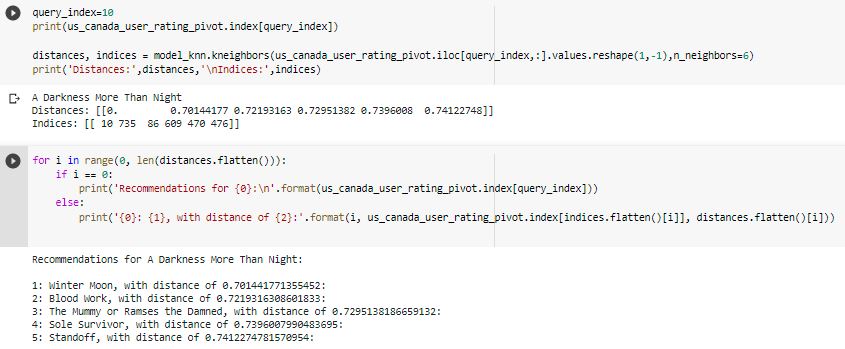 query_index=10
print(us_canada_user_rating_pivot.index[query_index])
distances, indices = model_knn.kneighbors(us_canada_user_rating_pivot.iloc[query_index,:].values.reshape(1,-1),n_neighbors=6)
print('Distances:',distances,'\nIndices:',indices)
A Darkness More Than Night
Distances: [[0.         0.70144177 0.72193163 0.72951382 0.7396008  0.74122748]]
Indices: [[ 10 735  86 609 470 476]]
for i in range(0, len(distances.flatten())):
    if i == 0:
        print('Recommendations for {0}:\n'.format(us_canada_user_rating_pivot.index[query_index]))
    else:
        print('{0}: {1}, with distance of {2}:'.format(i, us_canada_user_rating_pivot.index[indices.flatten()[i]], distances.flatten()[i]))
Recommendations for A Darkness More Than Night:
1: Winter Moon, with distance of 0.701441771355452:
2: Blood Work, with distance of 0.7219316308601833:
3: The Mummy or Ramses the Damned, with distance of 0.7295138186659132:
4: Sole Survivor, with distance of 0.7396007990483695:
5: Standoff, with distance of 0.7412274781570954: